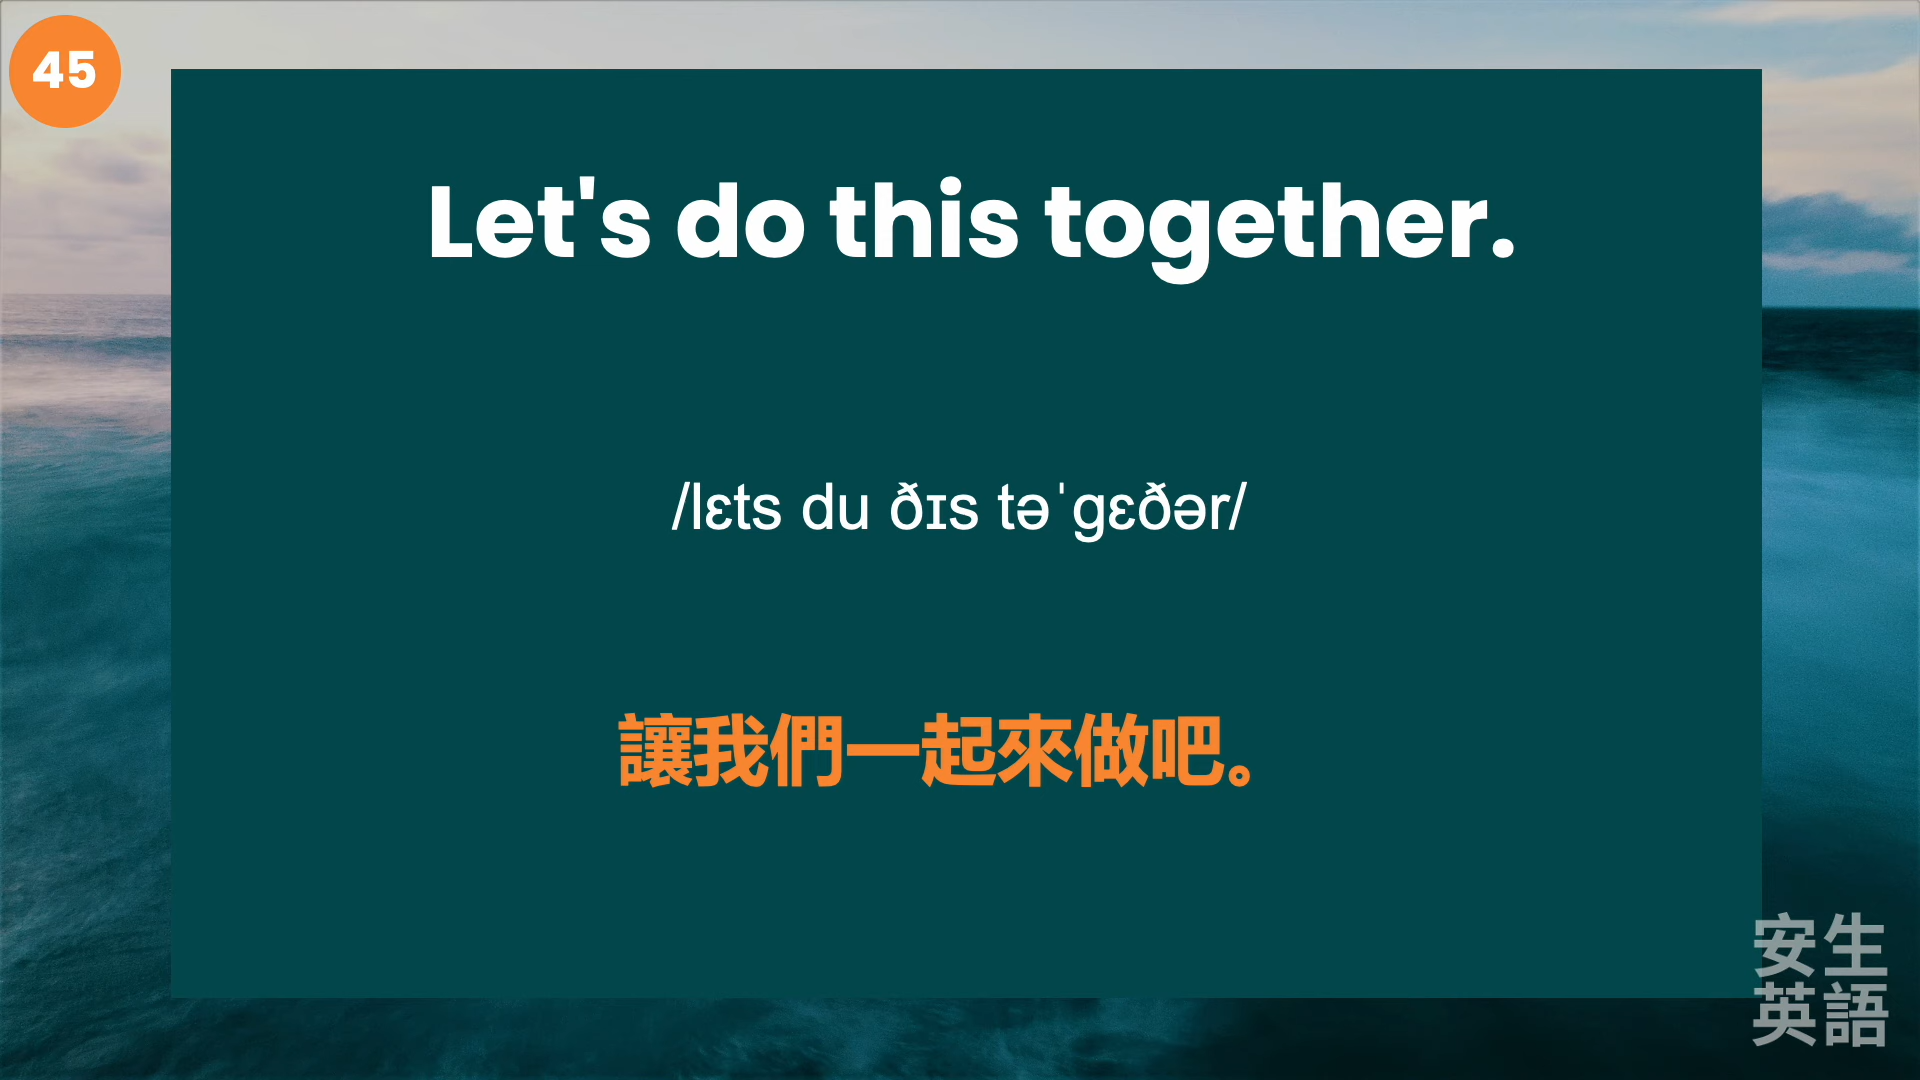 45
Let's do this together.
/lɛts du ðɪs təˈɡɛðər/
讓我們一起來做吧。
安生
英語